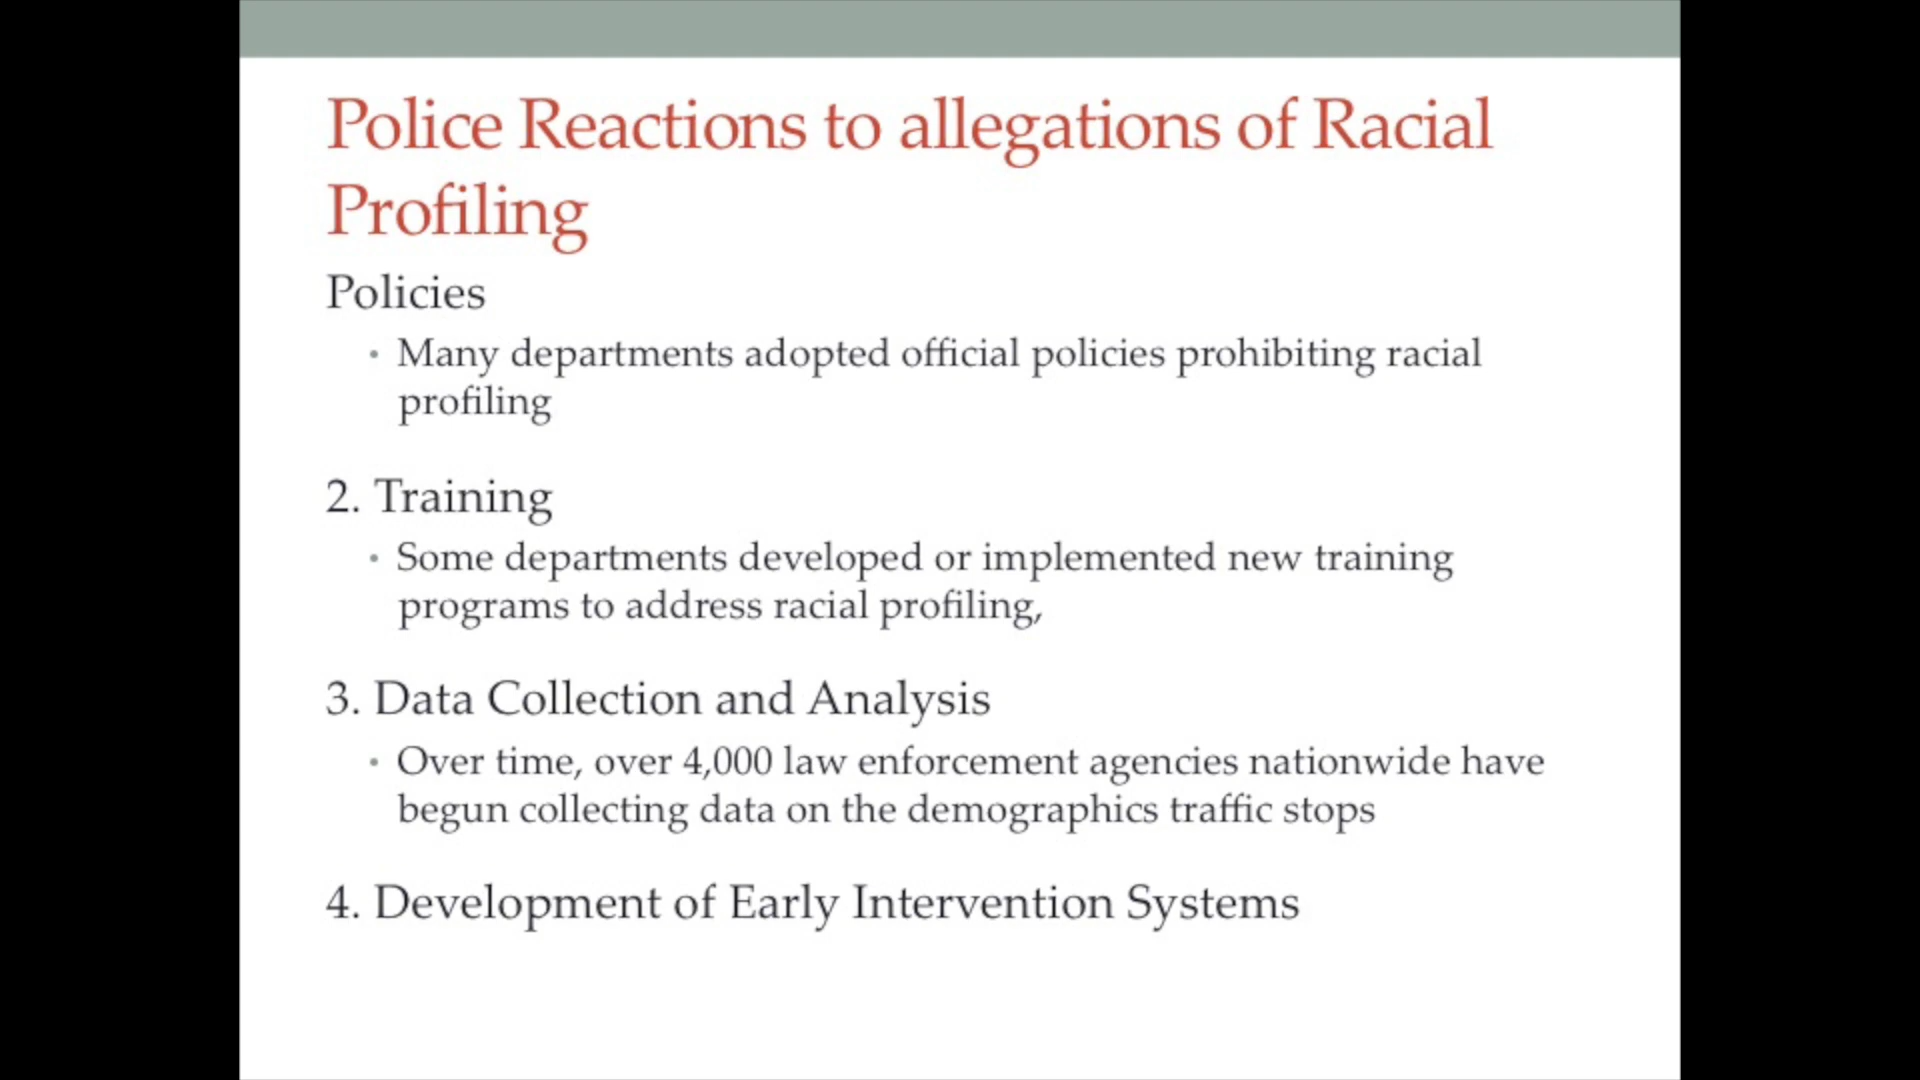 Police Reactions to allegations of Racial
Profiling
Policies
• Many departments adopted official policies prohibiting racial
profiling
2. Training
• Some departments developed or implemented new training
programs to address racial profiling,
3. Data Collection and Analysis
• Over time, over 4,000 law enforcement agencies nationwide have
begun collecting data on the demographics traffic stops
4. Development of Early Intervention Systems